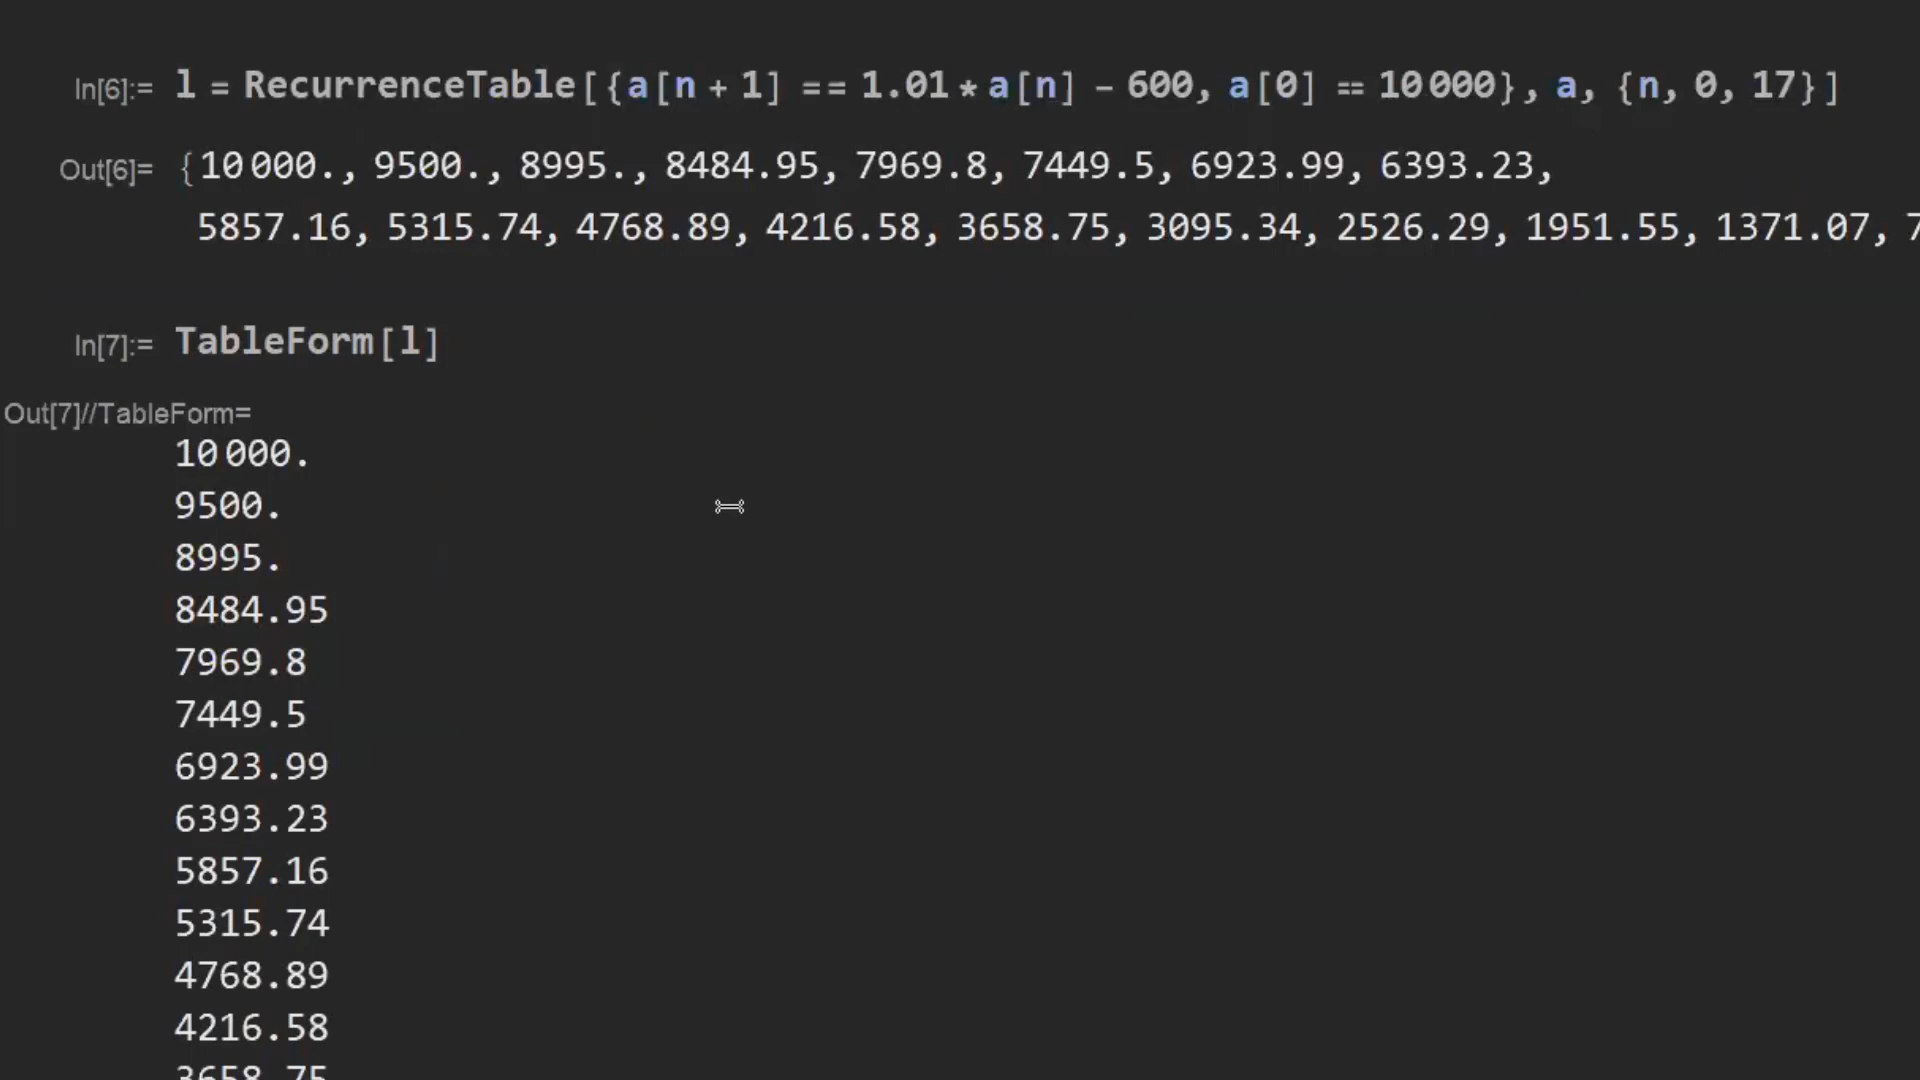 In[6]:= l = RecurrenceTable[{a[n + 1] == 1.01 * a[n] - 600, a[0] == 10000}, a, {n, 0, 17}]
Out[6]= {10000., 9500., 8995., 8484.95, 7969.8, 7449.5, 6923.99, 6393.23,
5857.16, 5315.74, 4768.89, 4216.58, 3658.75, 3095.34, 2526.29, 1951.55, 1371.07, 7
In[7]:= TableForm[l]
Out[7]//TableForm=
10000.
9500.
8995.
8484.95
7969.8
7449.5
6923.99
6393.23
5857.16
5315.74
4768.89
4216.58
3658.75